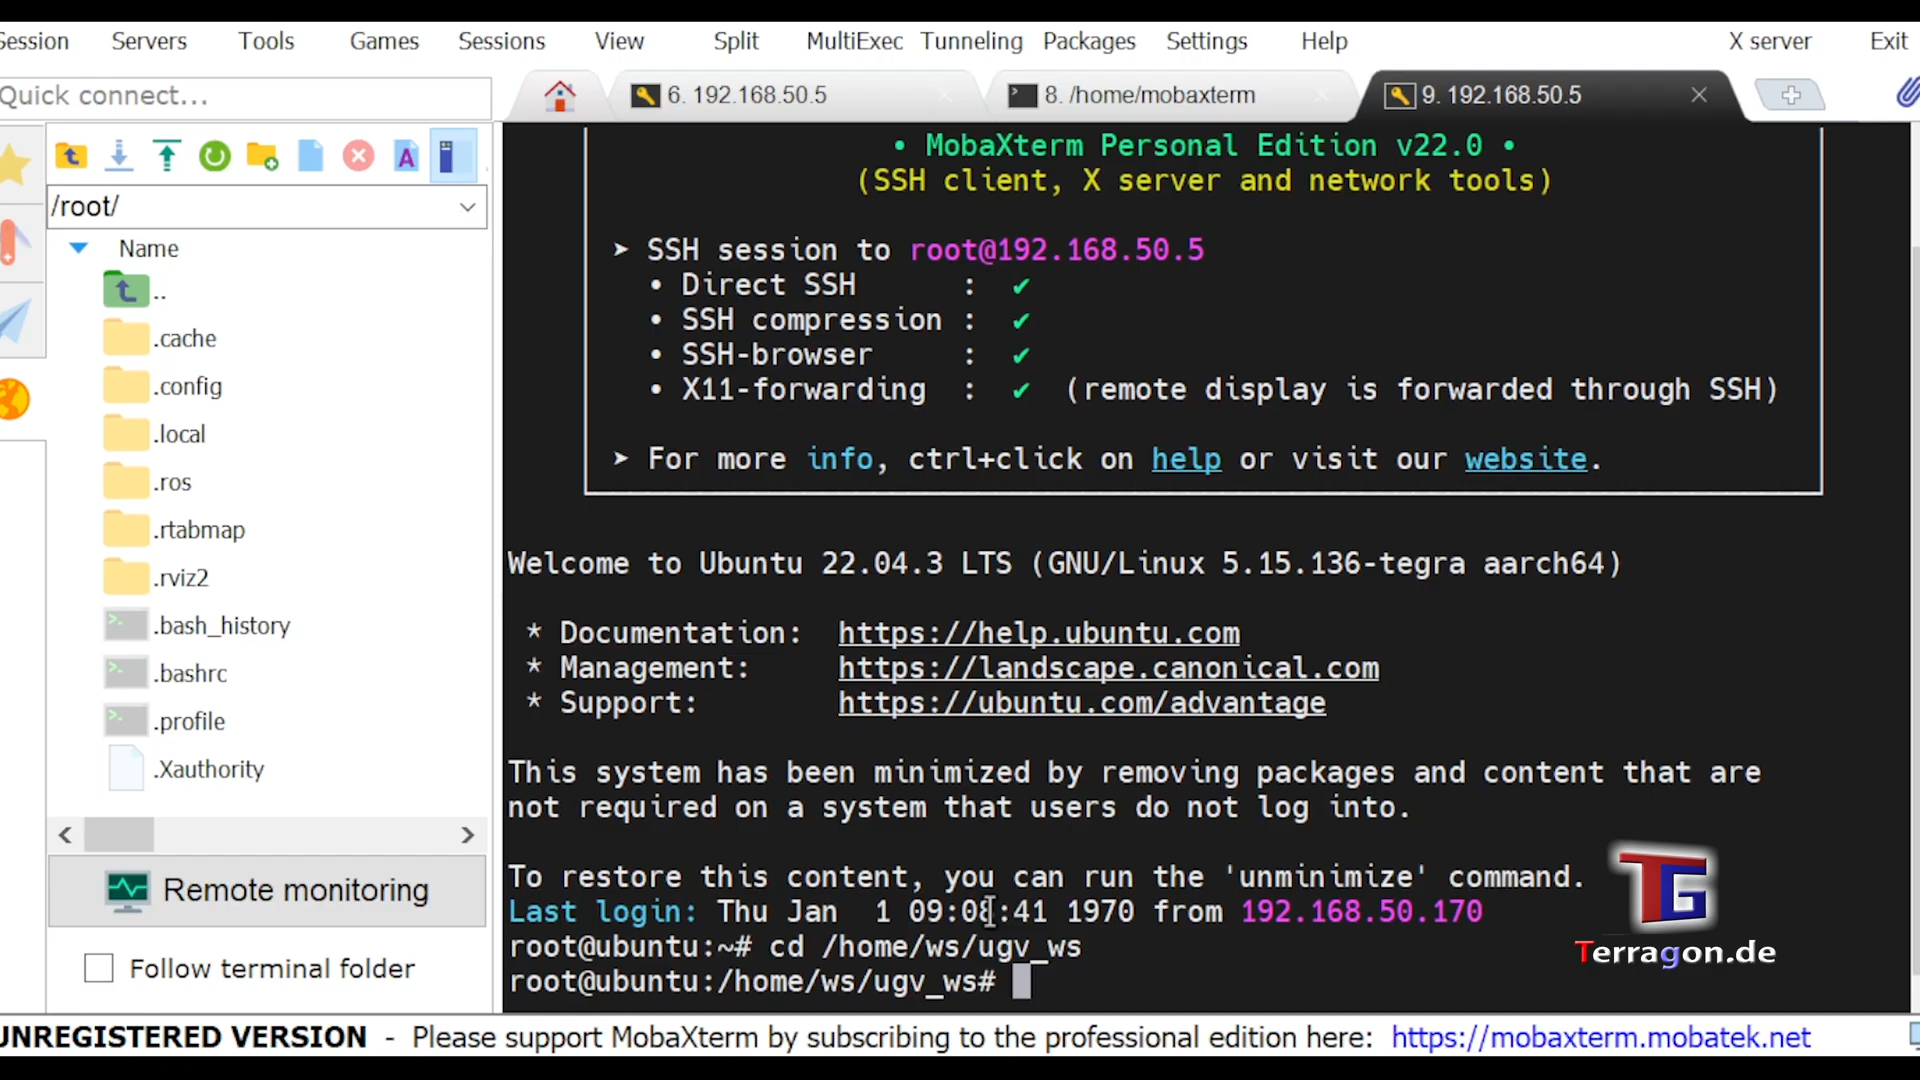 Session Servers Tools Games Sessions View Split MultiExec Tunneling Packages Settings Help X server Exit
Quick connect...
6. 192.168.50.5
8. /home/mobaxterm
9. 192.168.50.5
/root/
Name
..
.cache
.config
.local
.ros
.rtabmap
.rviz2
.bash_history
.bashrc
.profile
.Xauthority
Remote monitoring
Follow terminal folder
• MobaXterm Personal Edition v22.0 •
(SSH client, X server and network tools)
➤ SSH session to root@192.168.50.5
• Direct SSH : ✔
• SSH compression : ✔
• SSH-browser : ✔
• X11-forwarding : ✔ (remote display is forwarded through SSH)
➤ For more info, ctrl+click on help or visit our website.
Welcome to Ubuntu 22.04.3 LTS (GNU/Linux 5.15.136-tegra aarch64)
* Documentation: https://help.ubuntu.com
* Management: https://landscape.canonical.com
* Support: https://ubuntu.com/advantage
This system has been minimized by removing packages and content that are
not required on a system that users do not log into.
To restore this content, you can run the 'unminimize' command.
Last login: Thu Jan 1 09:08:41 1970 from 192.168.50.170
root@ubuntu:~# cd /home/ws/ugv_ws
root@ubuntu:/home/ws/ugv_ws#
TG
Terragon.de
UNREGISTERED VERSION - Please support MobaXterm by subscribing to the professional edition here: https://mobaxterm.mobatek.net